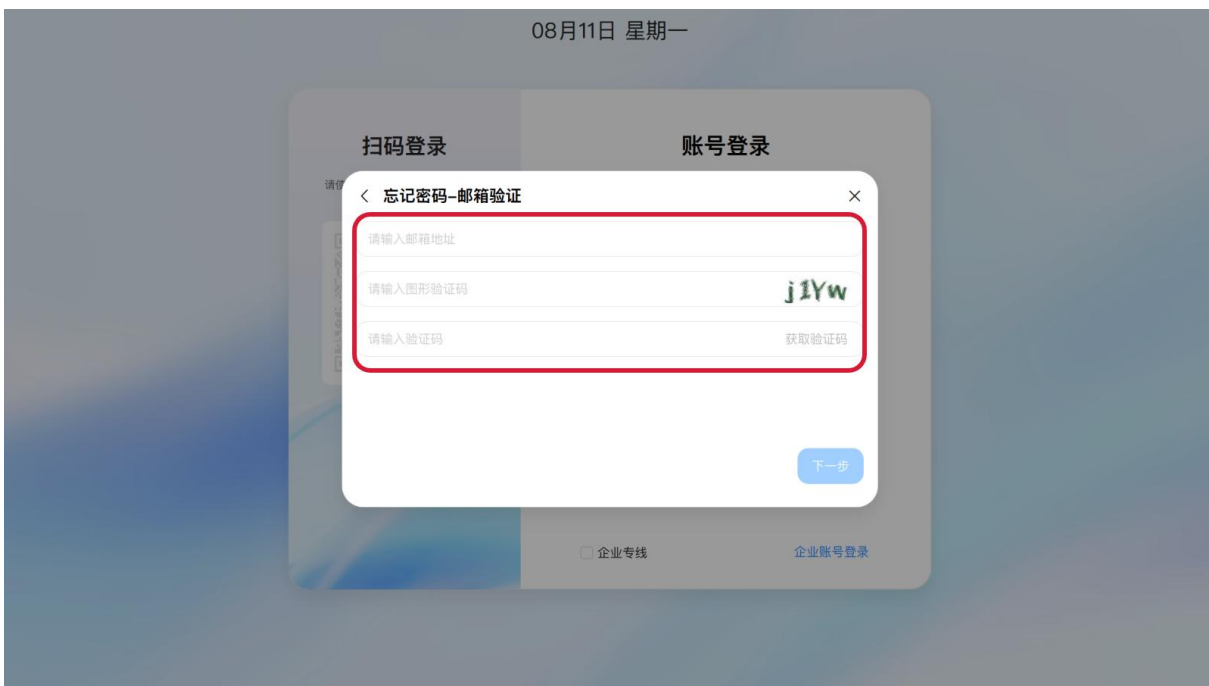 08月11日 星期一
扫码登录
账号登录
忘记密码-邮箱验证
请输入邮箱地址
请输入图形验证码
j1Yw
请输入验证码
获取验证码
下一步
企业专线
企业账号登录